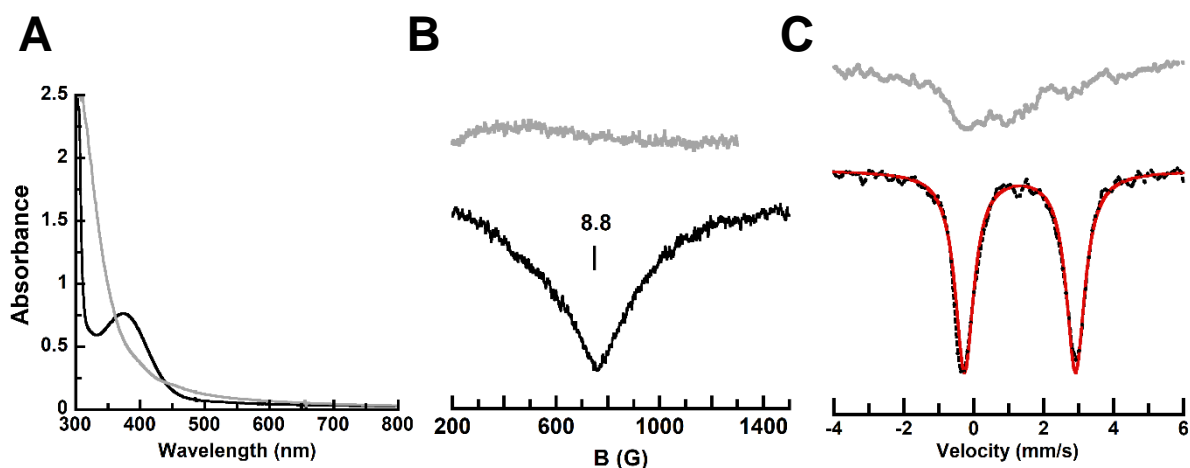 A
B
C
2.5
2
1.5
1
0.5
0
Absorbance
300 400 500 600 700 800
Wavelength (nm)
8.8
200 600 1000 1400
B (G)
-4 -2 0 2 4 6
Velocity (mm/s)